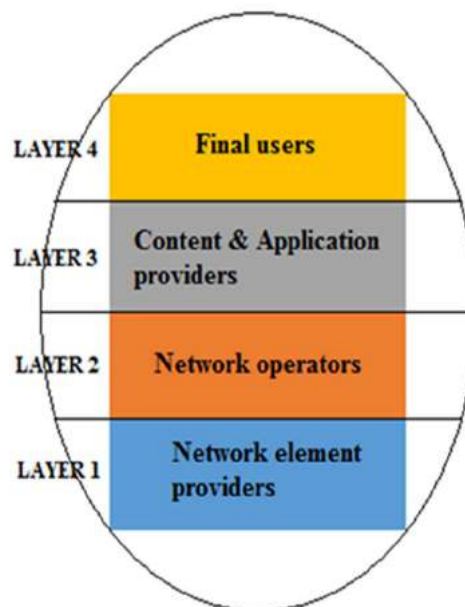 LAYER 4
Final users
LAYER 3
Content & Application
providers
LAYER 2
Network operators
LAYER 1
Network element
providers